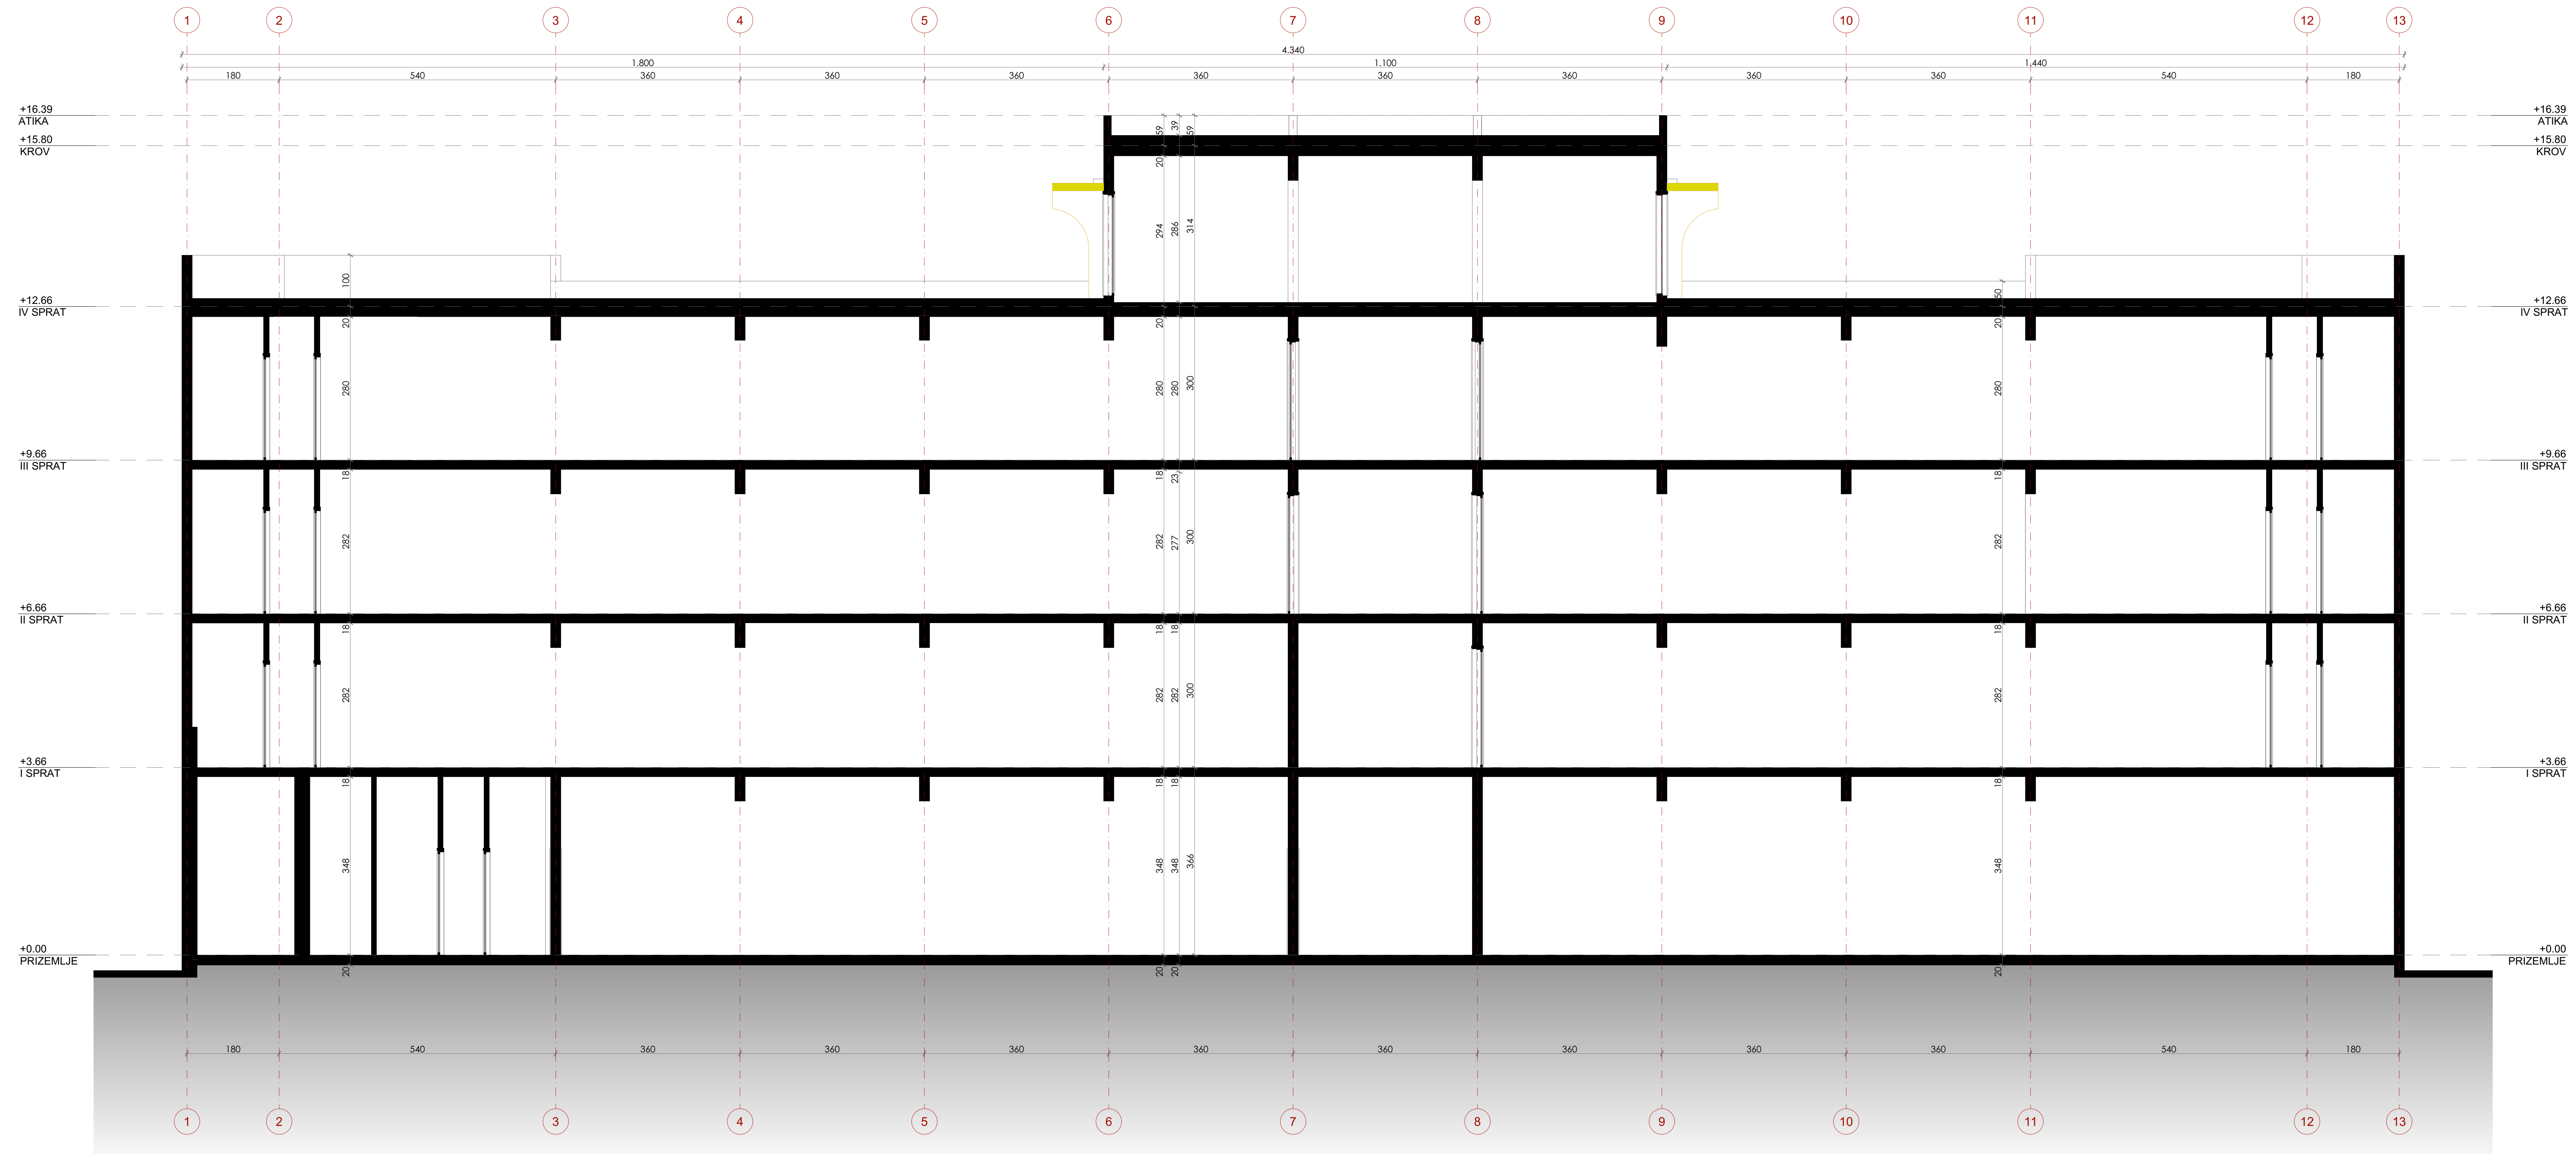 1 2 3 4 5 6 7 8 9 10 11 12 13
4.340
1.800 1.100 1.440
180 540 360 360 360 360 360 360 360 360 540 180
+16.39 +16.39
ATIKA ATIKA
59 39 59
+15.80 +15.80
KROV KROV
20
294 286 314
100 50
+12.66 +12.66
IV SPRAT IV SPRAT
20 20 20
280 280 280 300 280
+9.66 +9.66
III SPRAT III SPRAT
18 18 23 18
282 282 277 300 282
+6.66 +6.66
II SPRAT II SPRAT
18 18 18 18
282 282 282 300 282
+3.66 +3.66
I SPRAT I SPRAT
18 18 18 18
348 348 348 366 348
+0.00 +0.00
PRIZEMLJE PRIZEMLJE
20 20 20 20
180 540 360 360 360 360 360 360 360 360 540 180
1 2 3 4 5 6 7 8 9 10 11 12 13